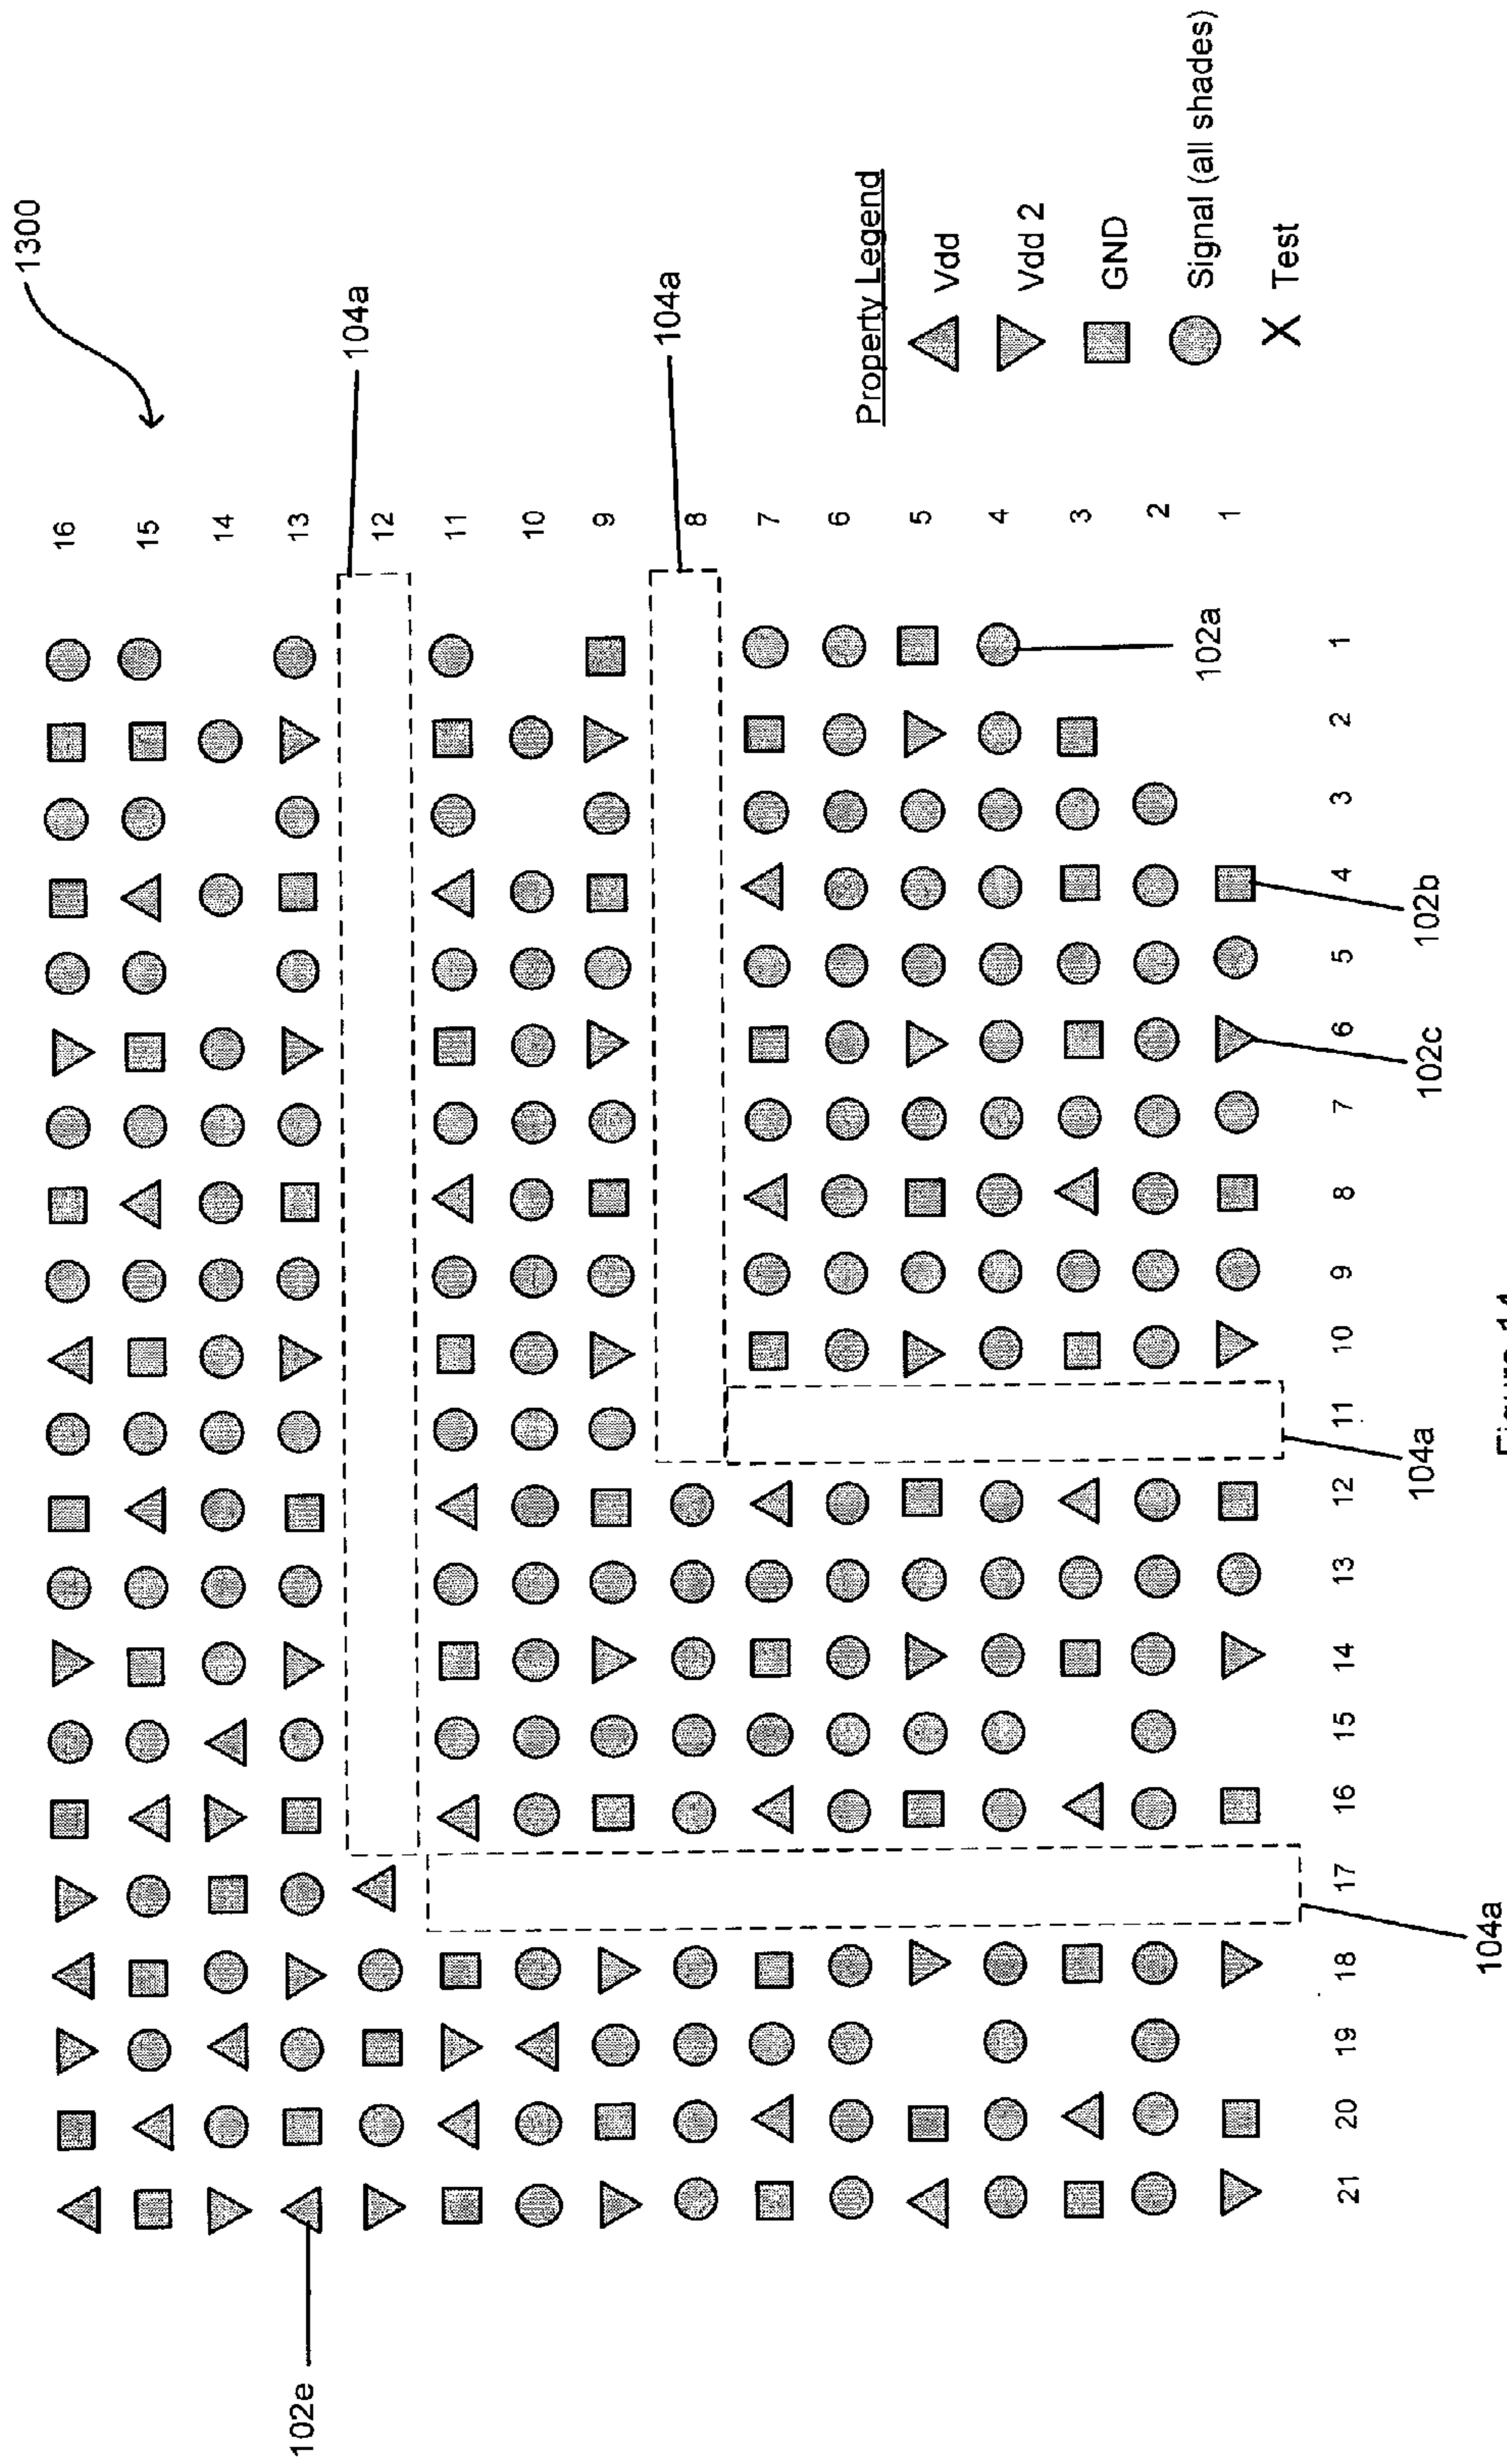 1300
16
15
14
13
12
11
10
9
8
7
6
5
4
3
2
1
104a
104a
Property Legend
Vdd
Vdd 2
GND
Signal (all shades)
X Test
1
2
3
4
5
6
7
8
9
10
11
12
13
14
15
16
17
18
19
20
21
102a
102b
102c
104a
104a
102e
Figure 14